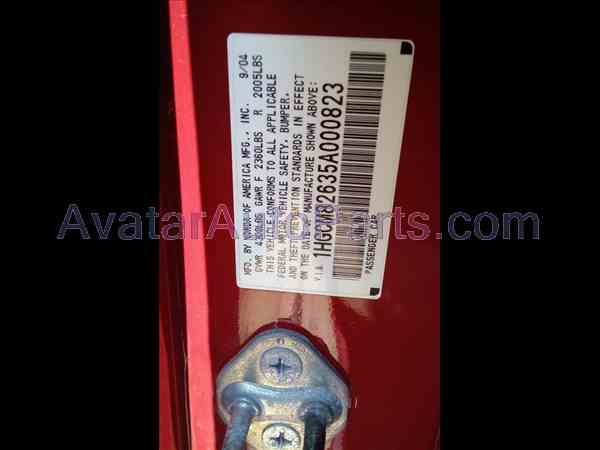 MFD. BY HONDA OF AMERICA MFG., INC. 9/04
GVWR 4300LBS GAWR F 2360LBS R 2005LBS
THIS VEHICLE CONFORMS TO ALL APPLICABLE
FEDERAL MOTOR VEHICLE SAFETY, BUMPER,
AND THEFT PREVENTION STANDARDS IN EFFECT
ON THE DATE OF MANUFACTURE SHOWN ABOVE:
V.I.N 1HGCM82635A000823
PASSENGER CAR